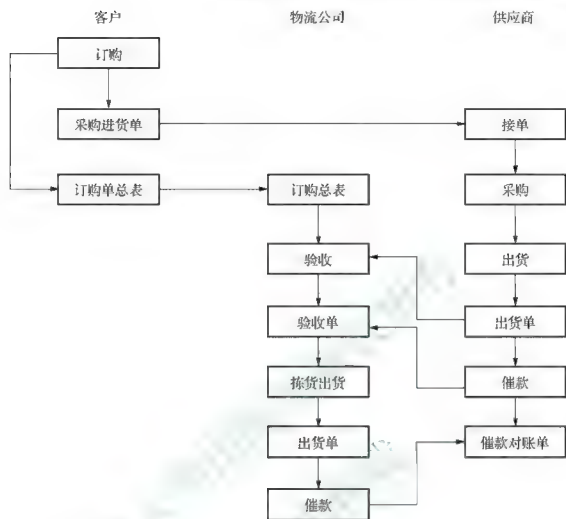 客户 物流公司 供应商
订购
采购进货单 接单
订购单总表 订购总表 采购
验收 出货
验收单 出货单
拣货出货 催款
出货单 催款对账单
催款